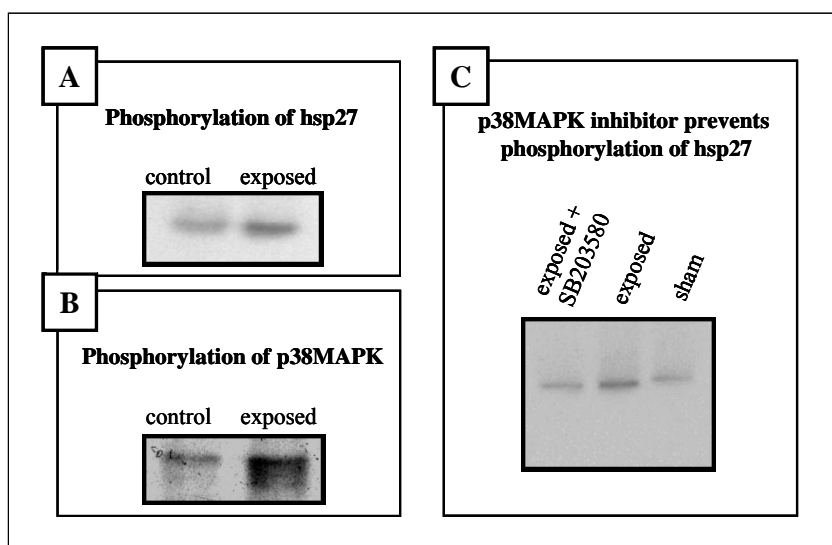 A
Phosphorylation of hsp27
control exposed
B
Phosphorylation of p38MAPK
control exposed
C
p38MAPK inhibitor prevents
phosphorylation of hsp27
exposed +
SB203580
exposed
sham